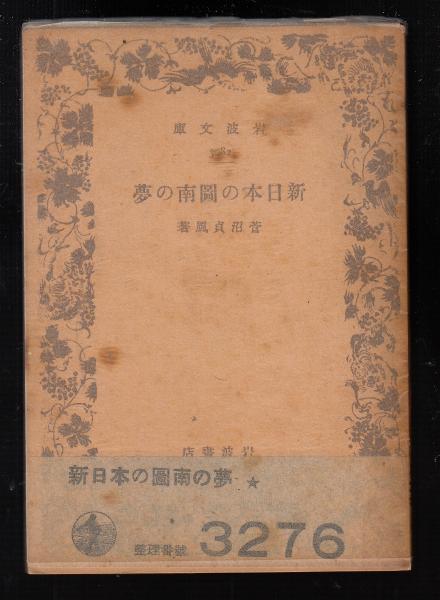 岩波文庫
新日本の圖南の夢
菅沼貞風著
岩波書店
新日本の圖南の夢 ★
整理番號 3276